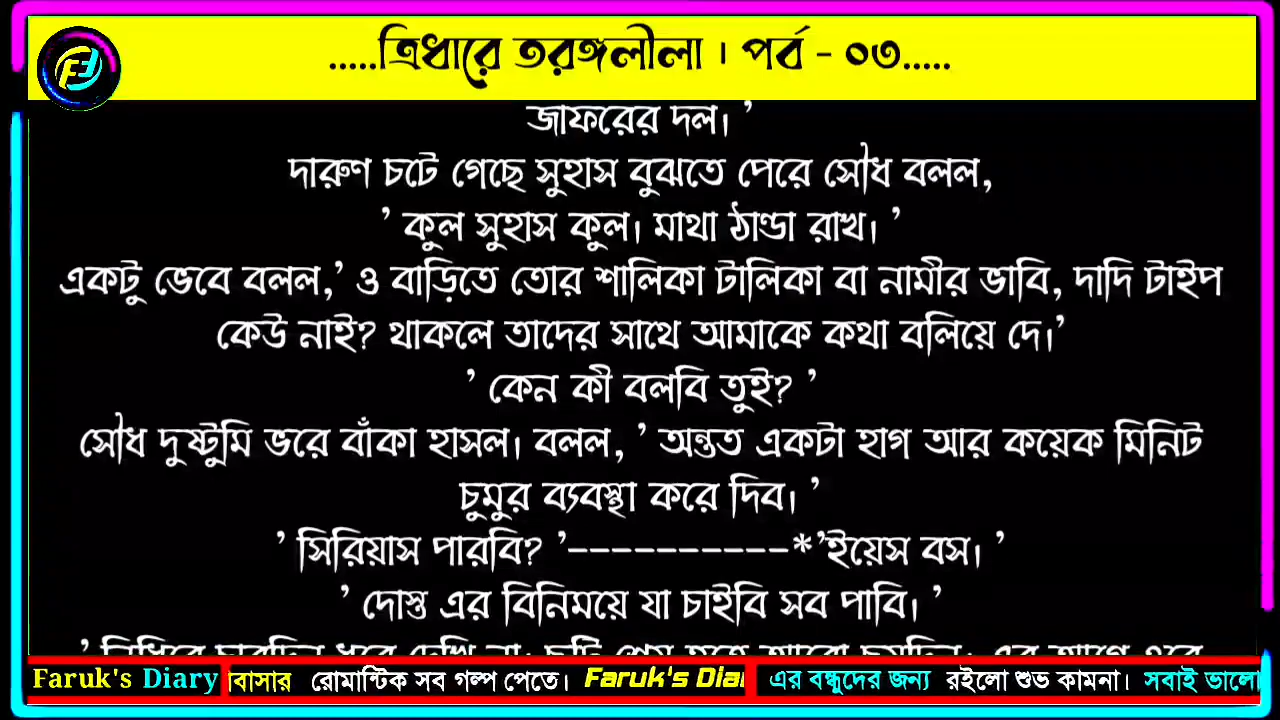 .....ত্রিধারে তরঙ্গলীলা । পর্ব - ০৩.....
জাফরের দল। ’
দারুণ চটে গেছে সুহাস বুঝতে পেরে সৌধ বলল,
’ কুল সুহাস কুল। মাথা ঠান্ডা রাখ। ’
একটু ভেবে বলল,’ ও বাড়িতে তোর শালিকা টালিকা বা নামীর ভাবি, দাদি টাইপ
কেউ নাই? থাকলে তাদের সাথে আমাকে কথা বলিয়ে দে।’
’ কেন কী বলবি তুই? ’
সৌধ দুষ্টুমি ভরে বাঁকা হাসল। বলল, ’ অন্তত একটা হাগ আর কয়েক মিনিট
চুমুর ব্যবস্থা করে দিব। ’
’ সিরিয়াস পারবি? ’----------*’ইয়েস বস। ’
’ দোস্ত এর বিনিময়ে যা চাইবি সব পাবি। ’
Faruk's Diary বাসার রোমান্টিক সব গল্প পেতে। Faruk's Dia এর বন্ধুদের জন্য রইলো শুভ কামনা। সবাই ভালো